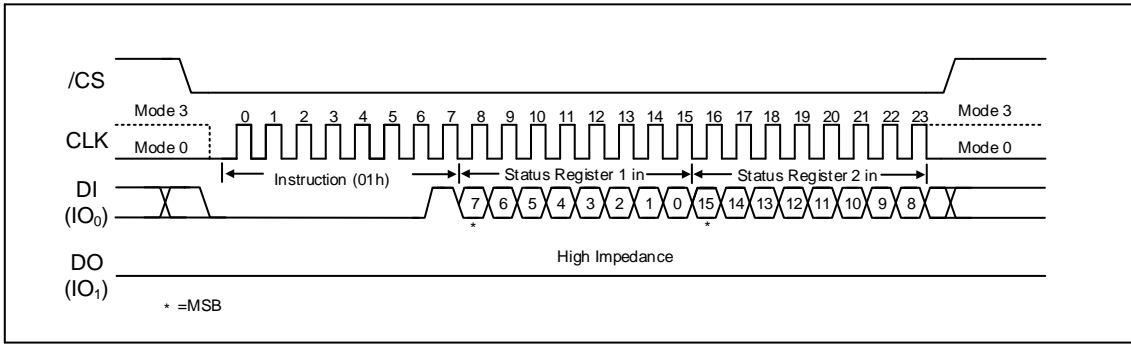 /CS
Mode 3 0 1 2 3 4 5 6 7 8 9 10 11 12 13 14 15 16 17 18 19 20 21 22 23 Mode 3
CLK
Mode 0 Mode 0
Instruction (01h) Status Register 1 in Status Register 2 in
DI
(IO₀) 7 6 5 4 3 2 1 0 15 14 13 12 11 10 9 8
* *
High Impedance
DO
(IO₁)
* =MSB